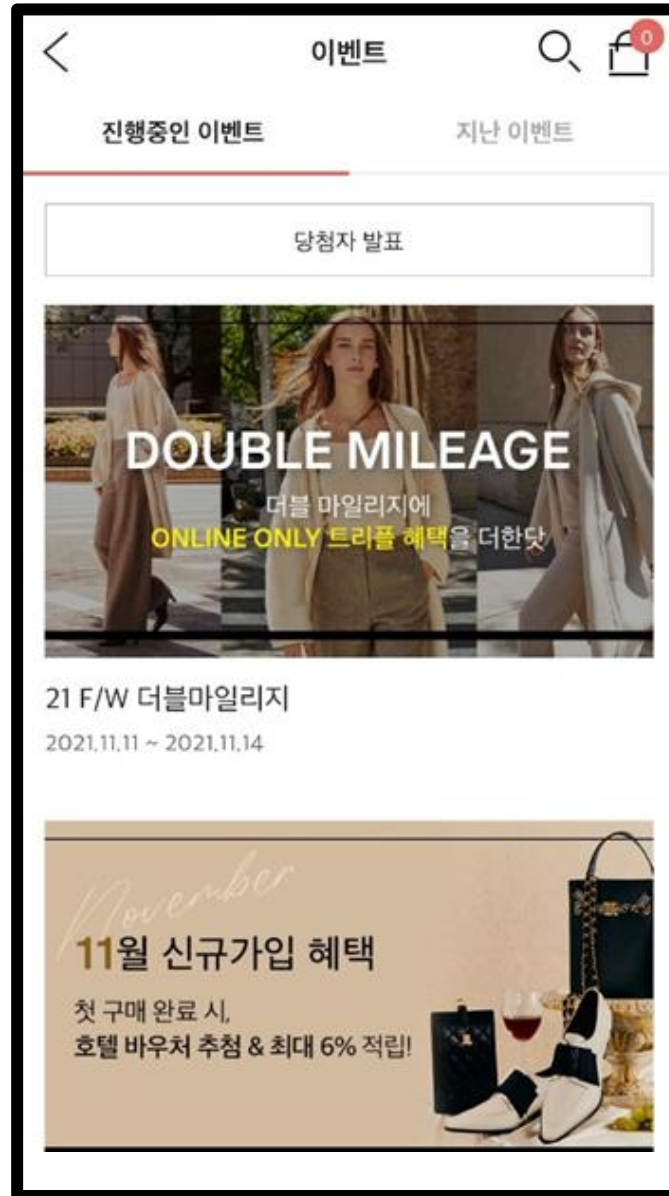 이벤트
0
진행중인 이벤트
지난 이벤트
당첨자 발표
DOUBLE MILEAGE
더블 마일리지에
ONLINE ONLY 트리플 혜택을 더한닷
21 F/W 더블마일리지
2021.11.11 ~ 2021.11.14
November
11월 신규가입 혜택
첫 구매 완료 시,
호텔 바우처 추첨 & 최대 6% 적립!